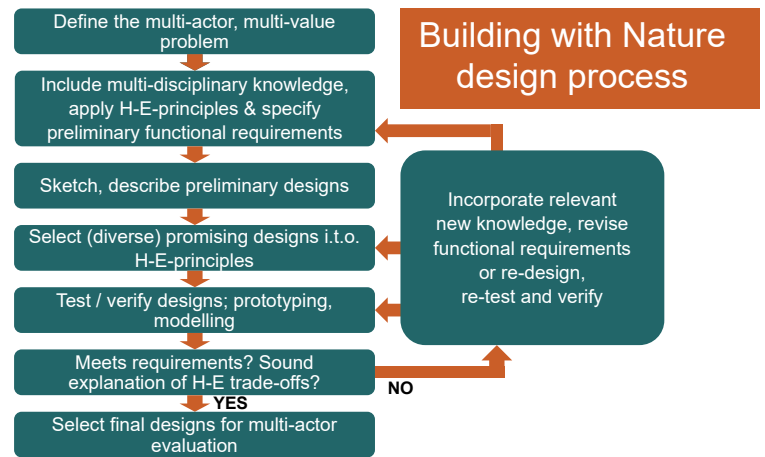 Building with Nature
design process
Define the multi-actor, multi-value
problem
Include multi-disciplinary knowledge,
apply H-E-principles & specify
preliminary functional requirements
Sketch, describe preliminary designs
Select (diverse) promising designs i.t.o.
H-E-principles
Test / verify designs; prototyping,
modelling
Meets requirements? Sound
explanation of H-E trade-offs?
NO
YES
Select final designs for multi-actor
evaluation
Incorporate relevant
new knowledge, revise
functional requirements
or re-design,
re-test and verify